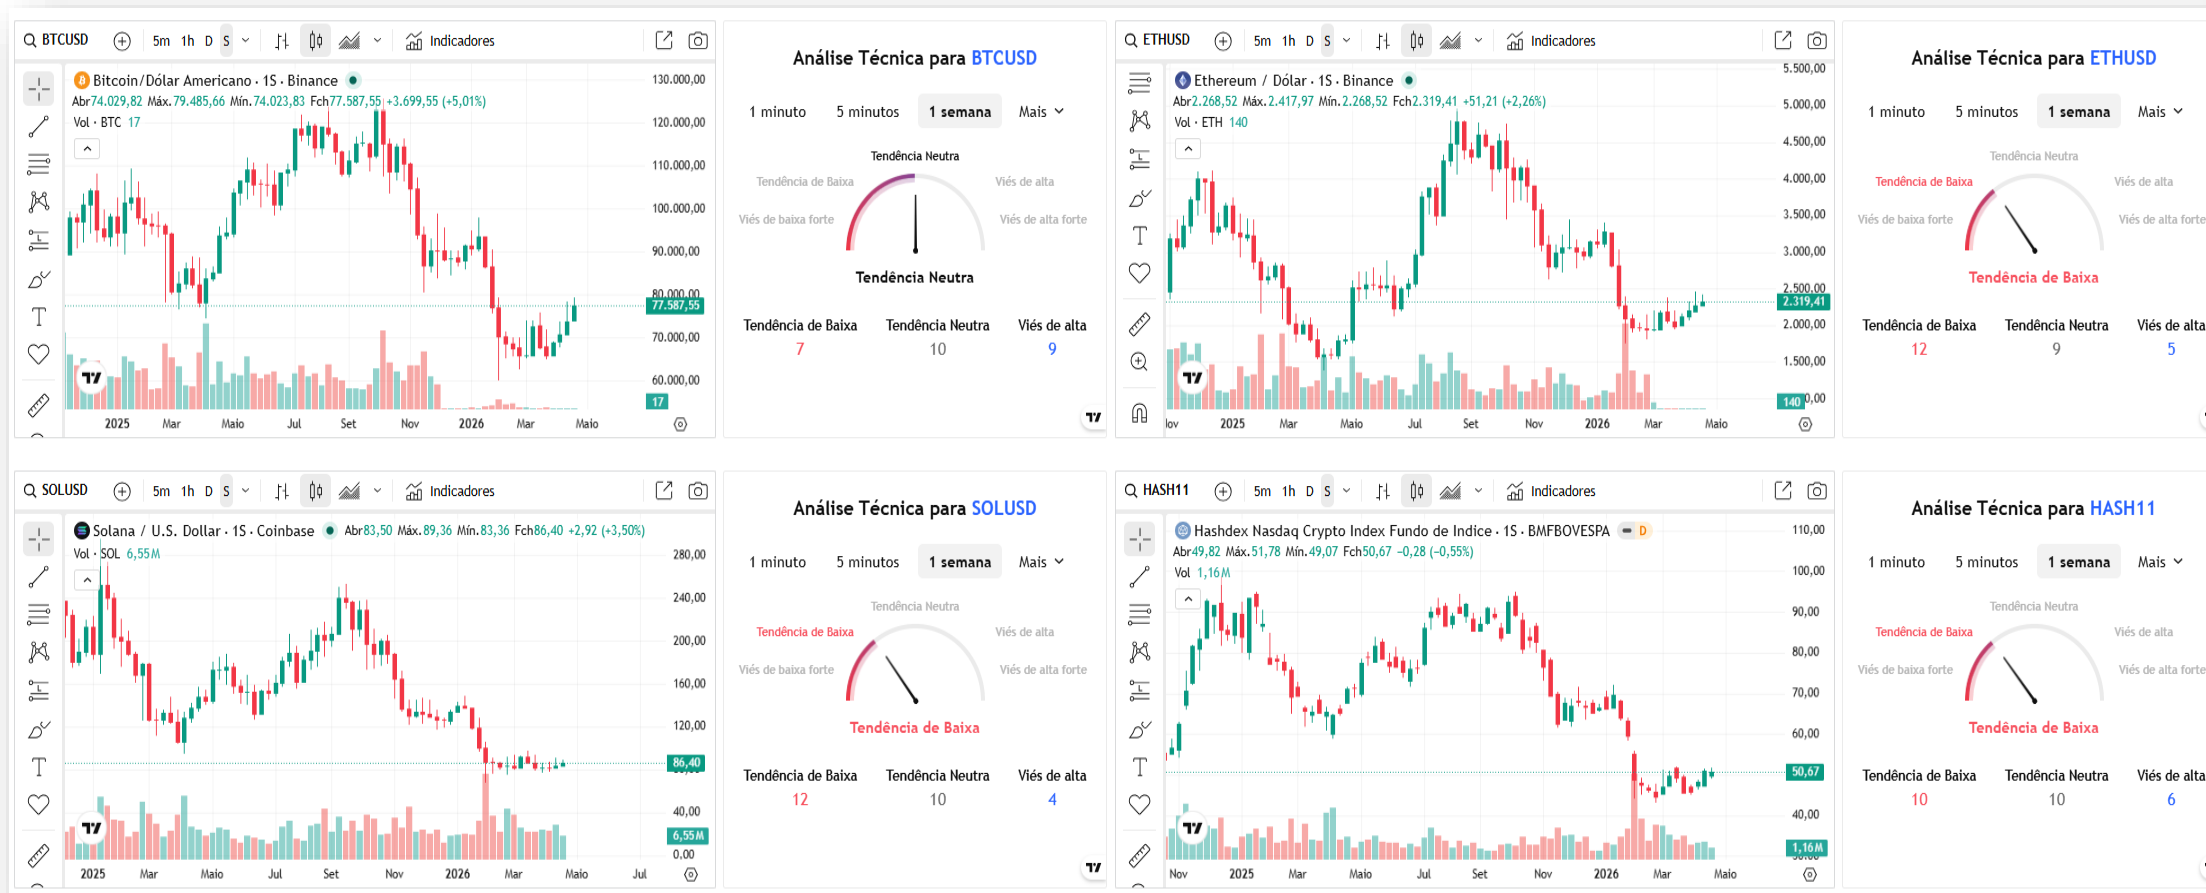 BTCUSD 5m 1h D S Indicadores
Bitcoin/Dólar Americano · 1S · Binance
Abr74.029,82 Máx.79.485,66 Mín.74.023,83 Fch77.587,55 +3.699,55 (+5,01%)
Vol · BTC 17
130.000,00
120.000,00
110.000,00
100.000,00
90.000,00
80.000,00
77.587,55
70.000,00
60.000,00
17
2025 Mar Maio Jul Set Nov 2026 Mar Maio
Análise Técnica para BTCUSD
1 minuto 5 minutos 1 semana Mais
Tendência Neutra
Tendência de Baixa Viés de alta
Viés de baixa forte Viés de alta forte
Tendência Neutra
Tendência de Baixa Tendência Neutra Viés de alta
7 10 9
ETHUSD 5m 1h D S Indicadores
Ethereum / Dólar · 1S · Binance
Abr2.268,52 Máx.2.417,97 Mín.2.268,52 Fch2.319,41 +51,21 (+2,26%)
Vol · ETH 140
5.500,00
5.000,00
4.500,00
4.000,00
3.500,00
3.000,00
2.500,00
2.319,41
2.000,00
1.500,00
140
2025 Mar Maio Jul Set Nov 2026 Mar Maio
Análise Técnica para ETHUSD
1 minuto 5 minutos 1 semana Mais
Tendência Neutra
Tendência de Baixa Viés de alta
Viés de baixa forte Viés de alta forte
Tendência de Baixa
Tendência de Baixa Tendência Neutra Viés de alta
12 9 5
SOLUSD 5m 1h D S Indicadores
Solana / U.S. Dollar · 1S · Coinbase Abr83,50 Máx.89,36 Mín.83,36 Fch86,40 +2,92 (+3,50%)
Vol · SOL 6,55M
280,00
240,00
200,00
160,00
120,00
86,40
40,00
6,55M
0,00
2025 Mar Maio Jul Set Nov 2026 Mar Maio Jul
Análise Técnica para SOLUSD
1 minuto 5 minutos 1 semana Mais
Tendência Neutra
Tendência de Baixa Viés de alta
Viés de baixa forte Viés de alta forte
Tendência de Baixa
Tendência de Baixa Tendência Neutra Viés de alta
12 10 4
HASH11 5m 1h D S Indicadores
Hashdex Nasdaq Crypto Index Fundo de Indice · 1S · BMFBOVESPA D
Abr49,82 Máx.51,78 Mín.49,07 Fch50,67 −0,28 (−0,55%)
Vol 1,16M
110,00
100,00
90,00
80,00
70,00
60,00
50,67
40,00
1,16M
Nov 2025 Mar Maio Jul Set Nov 2026 Mar Maio
Análise Técnica para HASH11
1 minuto 5 minutos 1 semana Mais
Tendência Neutra
Tendência de Baixa Viés de alta
Viés de baixa forte Viés de alta forte
Tendência de Baixa
Tendência de Baixa Tendência Neutra Viés de alta
10 10 6